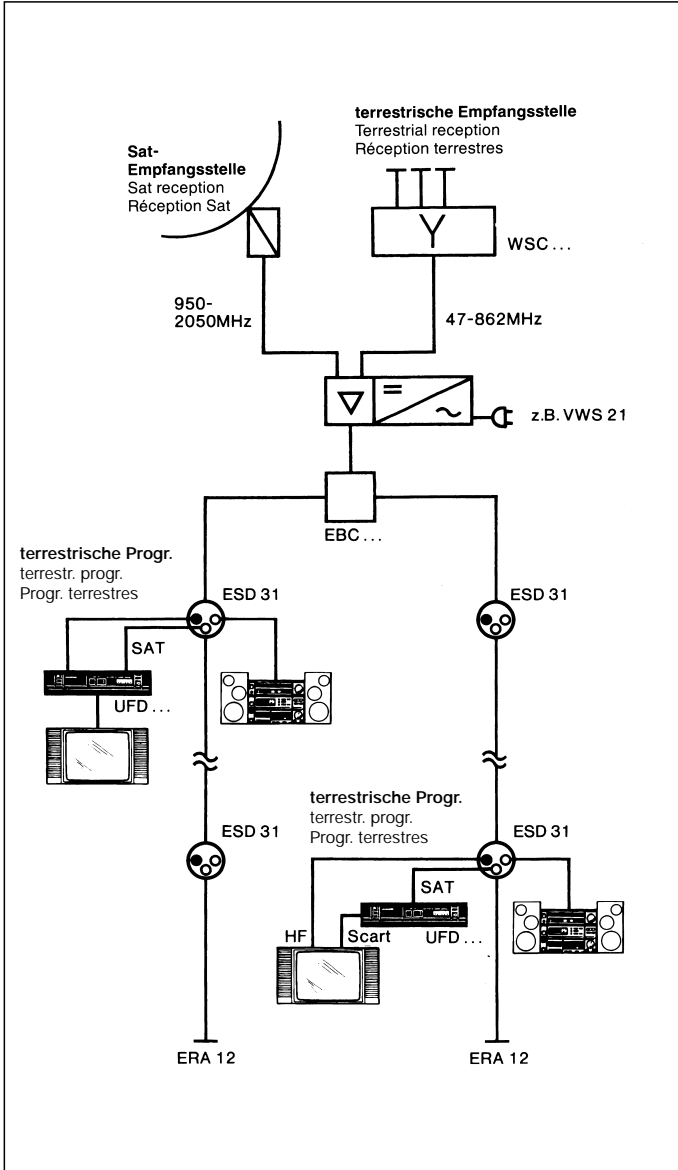 terrestrische Empfangsstelle
Terrestrial reception
Réception terrestres
Sat-
Empfangsstelle
Sat reception
Réception Sat
WSC ...
950-
2050MHz
47-862MHz
z.B. VWS 21
EBC ...
terrestrische Progr.
terrestr. progr.
Progr. terrestres
ESD 31
ESD 31
SAT
UFD ...
terrestrische Progr.
terrestr. progr.
Progr. terrestres
ESD 31
ESD 31
SAT
HF
Scart
UFD ...
ERA 12
ERA 12